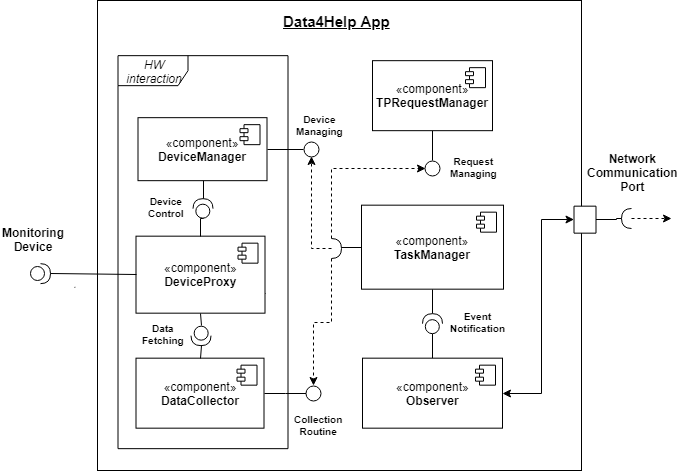 Data4Help App
HW
interaction
«component»
DeviceManager
Device
Managing
«component»
TPRequestManager
Request
Managing
Network
Communication
Port
Device
Control
Monitoring
Device
«component»
DeviceProxy
«component»
TaskManager
Data
Fetching
Event
Notification
«component»
DataCollector
Collection
Routine
«component»
Observer